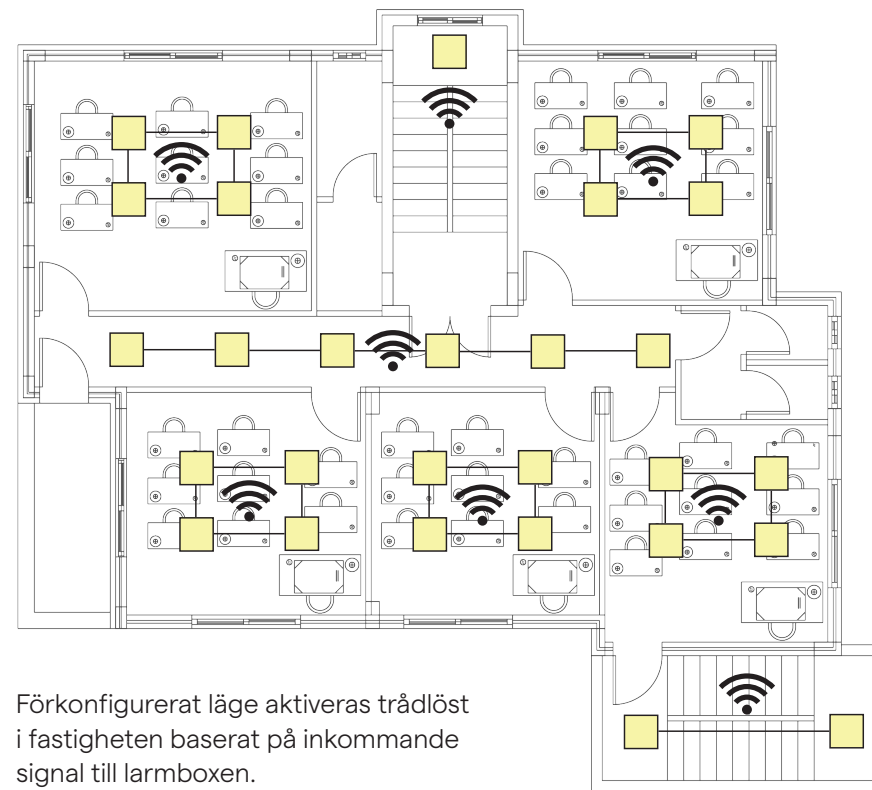 Förkonfigurerat läge aktiveras trådlöst
i fastigheten baserat på inkommande
signal till larmboxen.